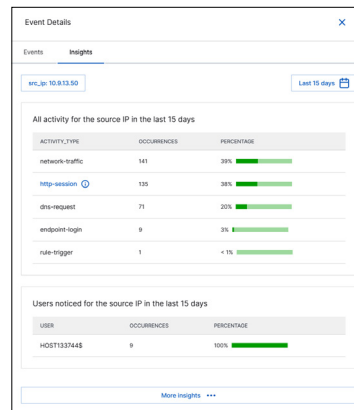 Event Details
Events Insights
src_ip: 10.9.13.50 Last 15 days
All activity for the source IP in the last 15 days
ACTIVITY_TYPE OCCURRENCES PERCENTAGE
network-traffic 141 39%
http-session 135 38%
dns-request 71 20%
endpoint-login 9 3%
rule-trigger 1 < 1%
Users noticed for the source IP in the last 15 days
USER OCCURRENCES PERCENTAGE
HOST133744$ 9 100%
More insights •••